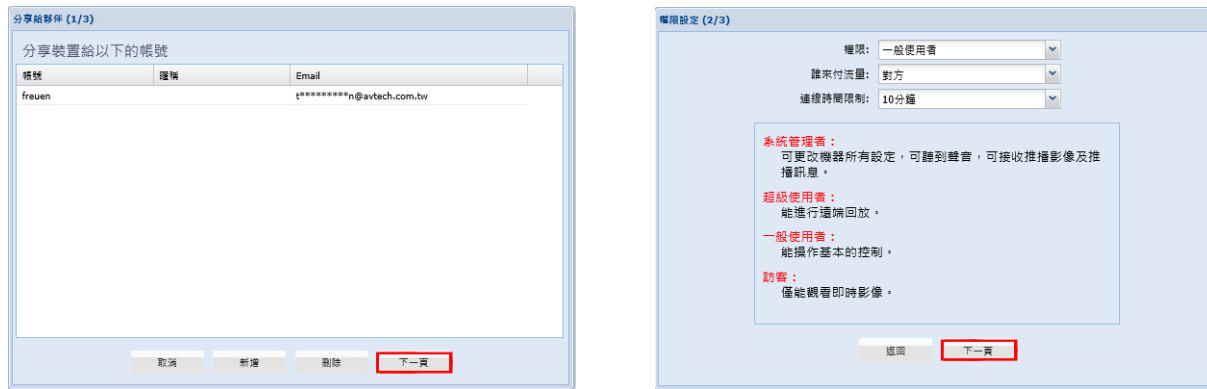 分享給夥伴 (1/3)
分享裝置給以下的帳號
帳號 暱稱 Email
freuen t*********n@avtech.com.tw
取消 新增 刪除 下一頁
權限設定 (2/3)
權限: 一般使用者
誰來付流量: 對方
連線時間限制: 10分鐘
系統管理者：
可更改機器所有設定，可聽到聲音，可接收推播影像及推
播訊息。
超級使用者：
能進行遠端回放。
一般使用者：
能操作基本的控制。
訪客：
僅能觀看即時影像。
返回 下一頁